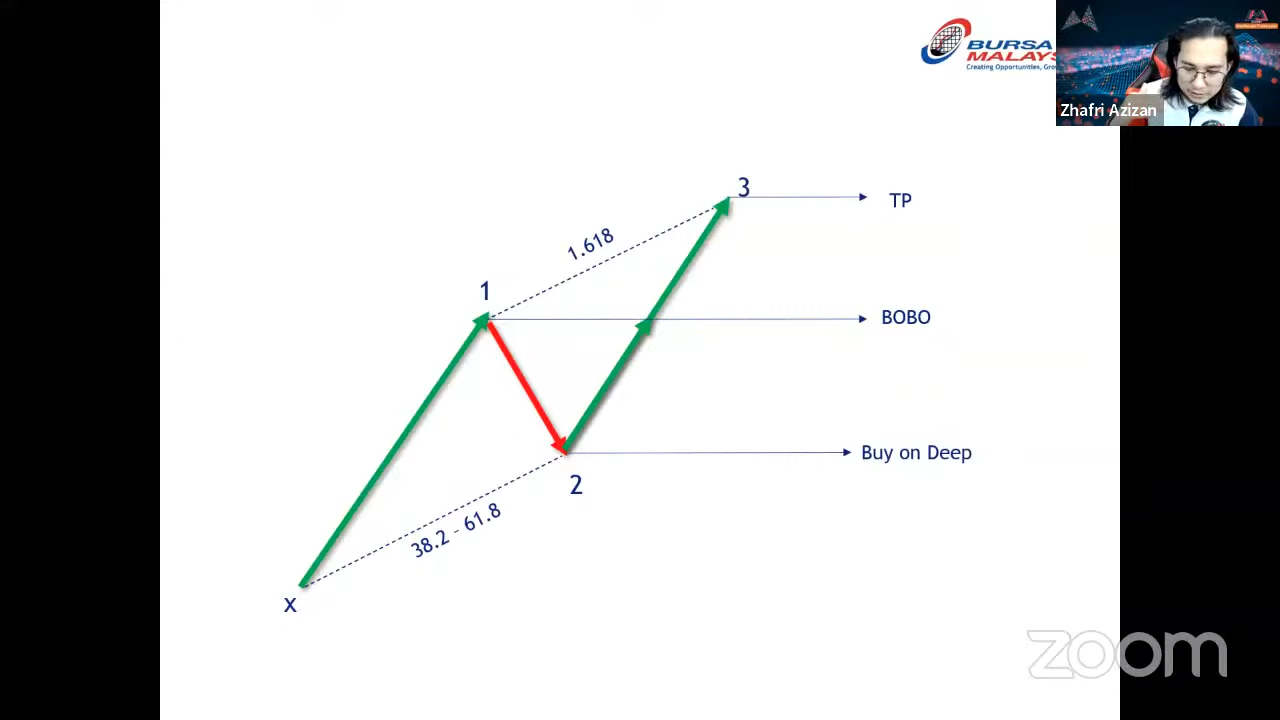 BURSA
MALAYS
Creating Opportunities, Grow
Zhafri Azizan
3
TP
1.618
1
BOBO
Buy on Deep
2
38.2 - 61.8
x
zoom